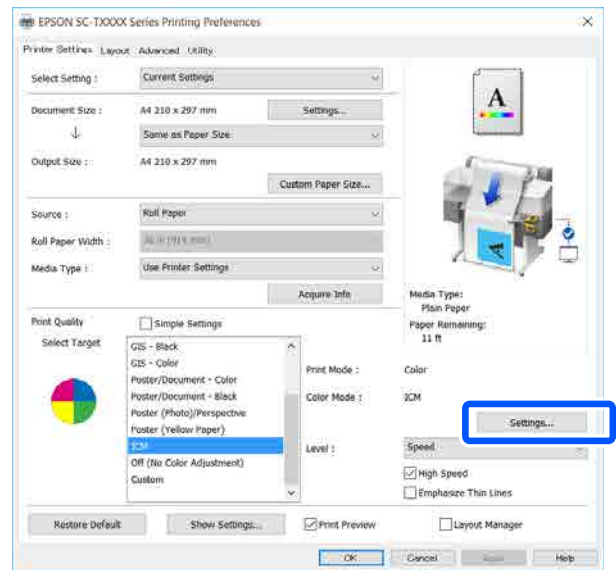 EPSON SC-TXXXX Series Printing Preferences
Printer Settings Layout Advanced Utility
Select Setting : Current Settings
Document Size : A4 210 x 297 mm Settings...
Same as Paper Size
Output Size : A4 210 x 297 mm
Custom Paper Size...
Source : Roll Paper
Roll Paper Width :
Media Type : Use Printer Settings
Acquire Info
A
Media Type:
Plain Paper
Paper Remaining:
11 ft
Print Quality Simple Settings
Select Target
GIS - Black
GIS - Color
Poster/Document - Color
Poster/Document - Black
Poster (Photo)/Perspective
Poster (Yellow Paper)
ICM
Off (No Color Adjustment)
Custom
Print Mode : Color
Color Mode : ICM
Settings...
Level : Speed
High Speed
Emphasize Thin Lines
Restore Default Show Settings... Print Preview Layout Manager
OK Cancel Apply Help